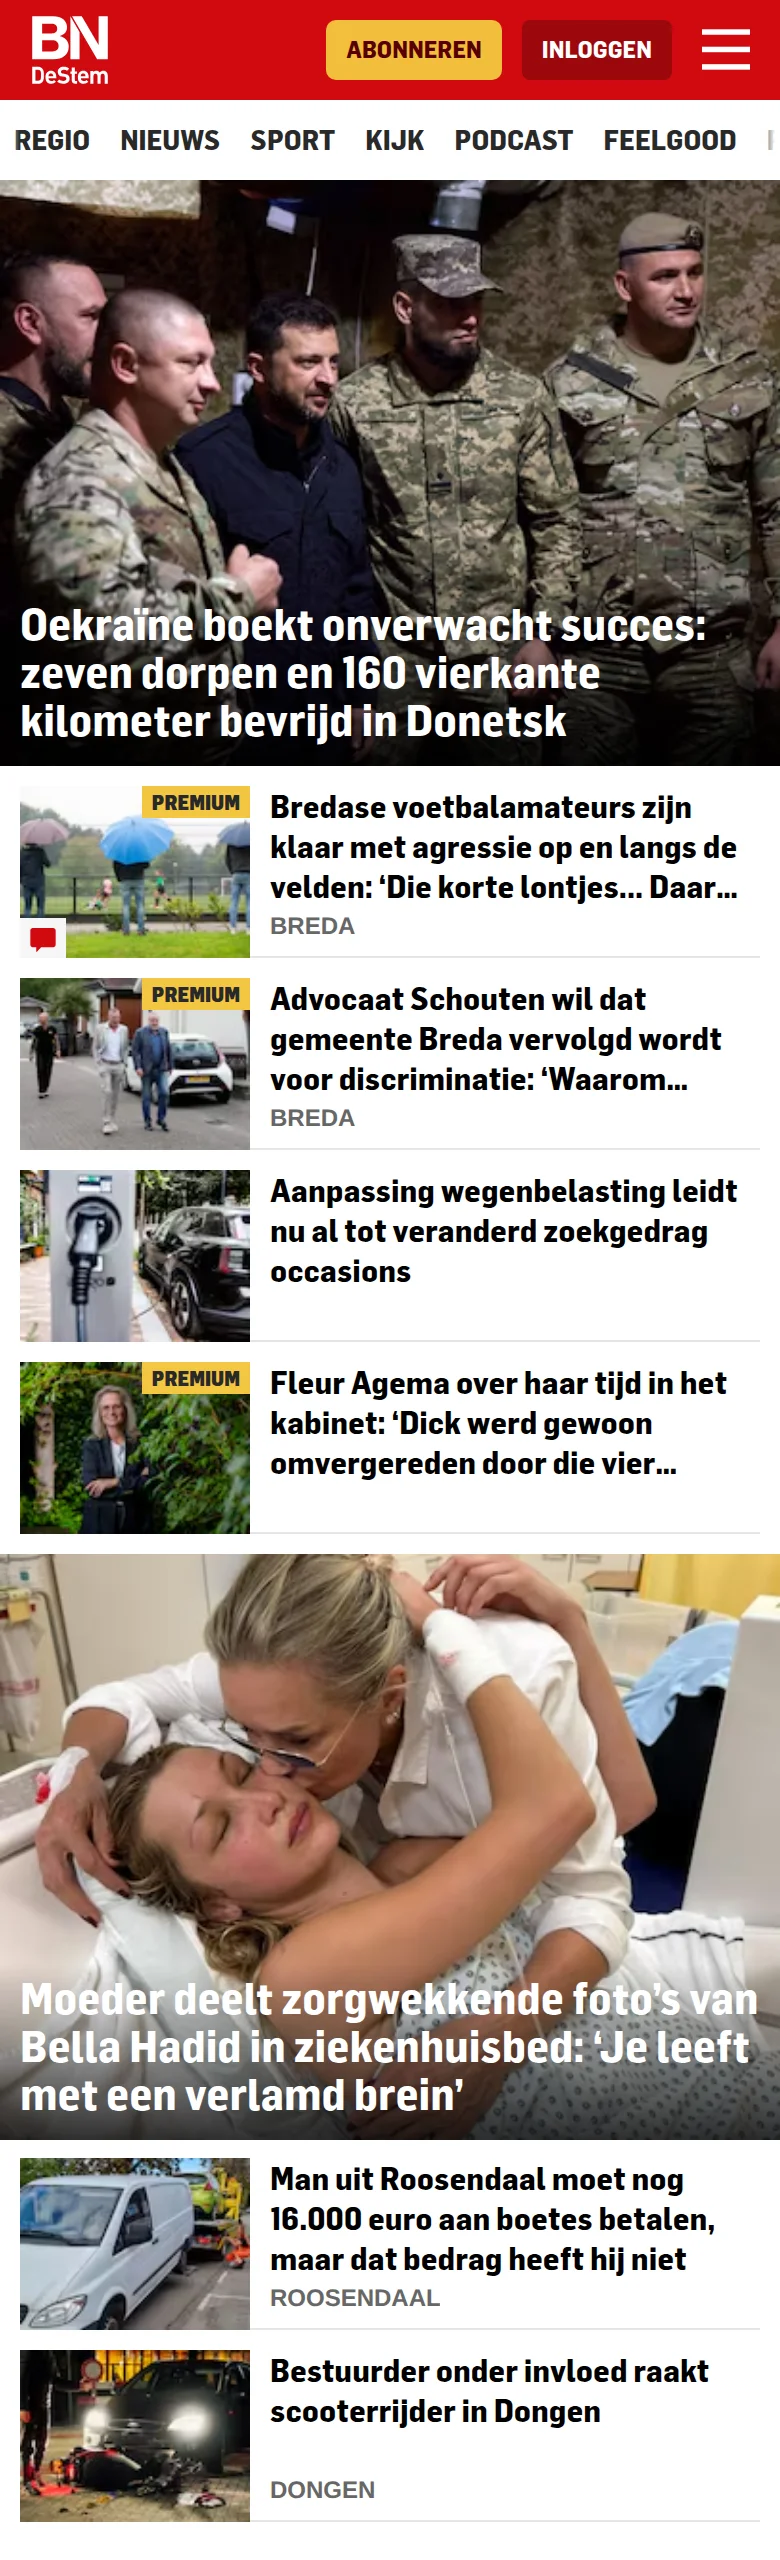 BN
DeStem
ABONNEREN
INLOGGEN
REGIO NIEUWS SPORT KIJK PODCAST FEELGOOD
Oekraïne boekt onverwacht succes:
zeven dorpen en 160 vierkante
kilometer bevrijd in Donetsk
PREMIUM
Bredase voetbalamateurs zijn
klaar met agressie op en langs de
velden: ‘Die korte lontjes... Daar...
BREDA
PREMIUM
Advocaat Schouten wil dat
gemeente Breda vervolgd wordt
voor discriminatie: ‘Waarom...
BREDA
Aanpassing wegenbelasting leidt
nu al tot veranderd zoekgedrag
occasions
PREMIUM
Fleur Agema over haar tijd in het
kabinet: ‘Dick werd gewoon
omvergereden door die vier...
Moeder deelt zorgwekkende foto’s van
Bella Hadid in ziekenhuisbed: ‘Je leeft
met een verlamd brein’
Man uit Roosendaal moet nog
16.000 euro aan boetes betalen,
maar dat bedrag heeft hij niet
ROOSENDAAL
Bestuurder onder invloed raakt
scooterrijder in Dongen
DONGEN